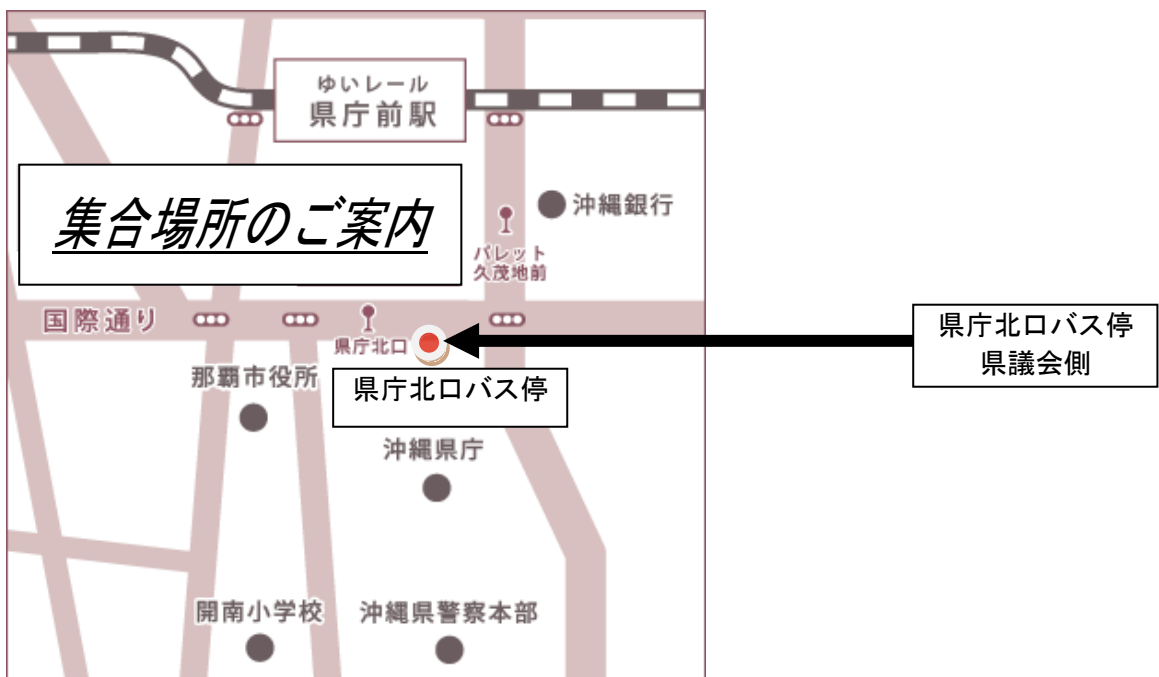 ゆいレール
県庁前駅
集合場所のご案内
沖縄銀行
パレット
久茂地前
国際通り
県庁北口
県庁北口バス停
県議会側
那覇市役所
県庁北口バス停
沖縄県庁
開南小学校
沖縄県警察本部